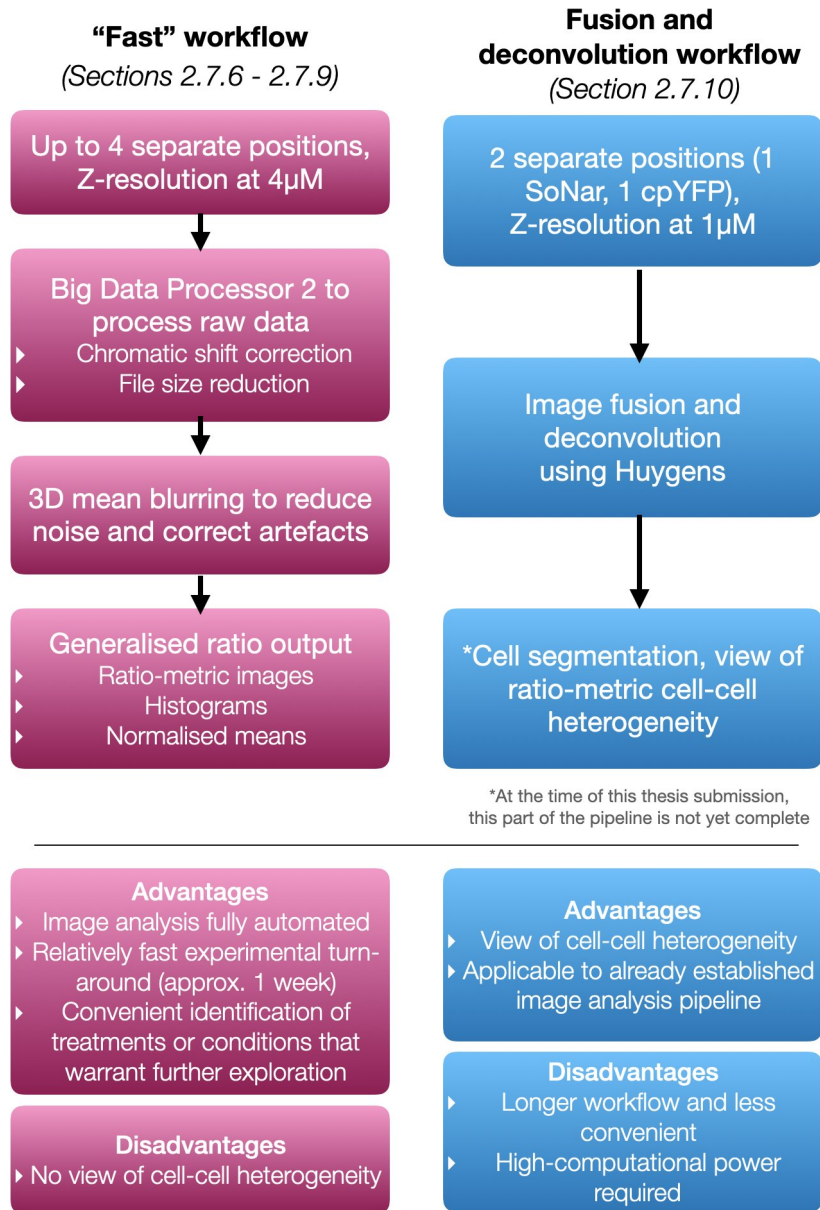 “Fast” workflow
(Sections 2.7.6 - 2.7.9)
Up to 4 separate positions,
Z-resolution at 4µM
Big Data Processor 2 to
process raw data
Chromatic shift correction
File size reduction
3D mean blurring to reduce
noise and correct artefacts
Generalised ratio output
Ratio-metric images
Histograms
Normalised means
Fusion and
deconvolution workflow
(Section 2.7.10)
2 separate positions (1
SoNar, 1 cpYFP),
Z-resolution at 1µM
Image fusion and
deconvolution
using Huygens
*Cell segmentation, view of
ratio-metric cell-cell
heterogeneity
*At the time of this thesis submission,
this part of the pipeline is not yet complete
Advantages
Image analysis fully automated
Relatively fast experimental turn-
around (approx. 1 week)
Convenient identification of
treatments or conditions that
warrant further exploration
Disadvantages
No view of cell-cell heterogeneity
Advantages
View of cell-cell heterogeneity
Applicable to already established
image analysis pipeline
Disadvantages
Longer workflow and less
convenient
High-computational power
required